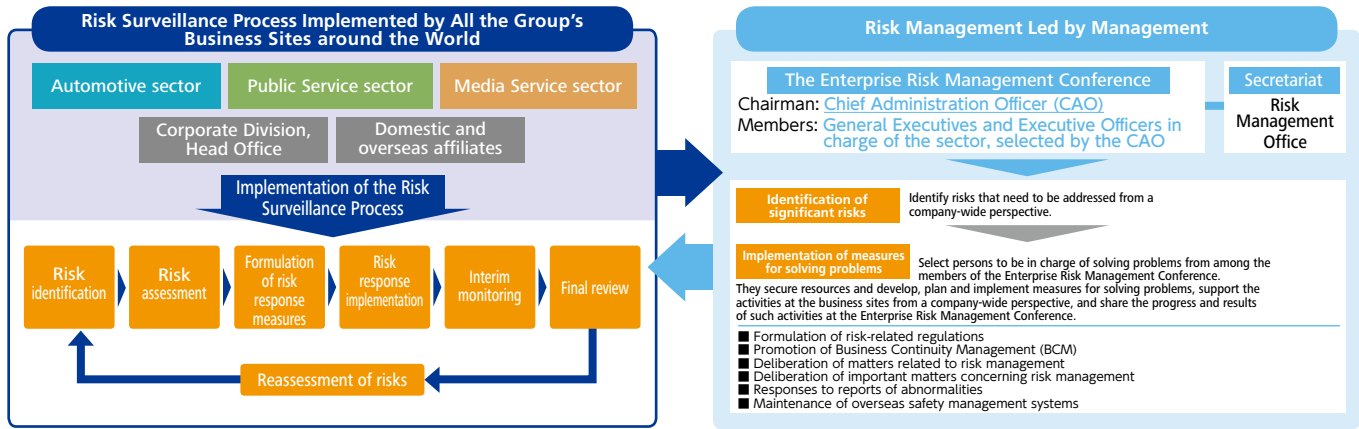 Risk Surveillance Process Implemented by All the Group's
Business Sites around the World
Automotive sector
Public Service sector
Media Service sector
Corporate Division,
Head Office
Domestic and
overseas affiliates
Implementation of the Risk
Surveillance Process
Risk
identification
Risk
assessment
Formulation
of risk
response
measures
Risk
response
implementation
Interim
monitoring
Final review
Reassessment of risks
Risk Management Led by Management
The Enterprise Risk Management Conference
Chairman: Chief Administration Officer (CAO)
Members: General Executives and Executive Officers in
charge of the sector, selected by the CAO
Secretariat
Risk
Management
Office
Identification of
significant risks
Identify risks that need to be addressed from a
company-wide perspective.
Implementation of measures
for solving problems
Select persons to be in charge of solving problems from among the
members of the Enterprise Risk Management Conference.
They secure resources and develop, plan and implement measures for solving problems, support the
activities at the business sites from a company-wide perspective, and share the progress and results
of such activities at the Enterprise Risk Management Conference.
■ Formulation of risk-related regulations
■ Promotion of Business Continuity Management (BCM)
■ Deliberation of matters related to risk management
■ Deliberation of important matters concerning risk management
■ Responses to reports of abnormalities
■ Maintenance of overseas safety management systems